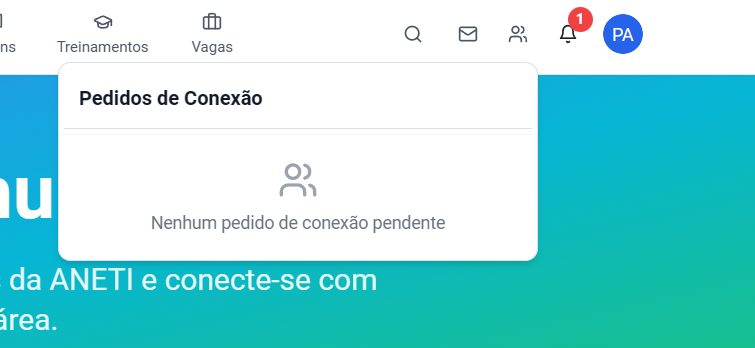 ns
Treinamentos
Vagas
1
PA
Pedidos de Conexão
Nenhum pedido de conexão pendente
nu
s da ANETI e conecte-se com
área.